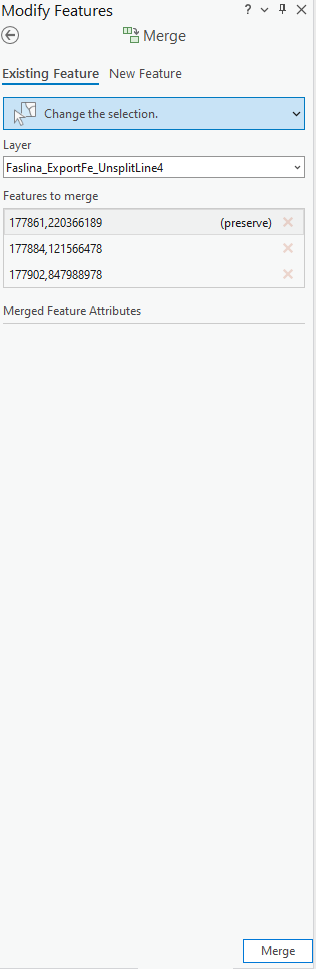 Modify Features ?
Merge
Existing Feature New Feature
Change the selection.
Layer
Faslina_ExportFe_UnsplitLine4
Features to merge
177861,220366189 (preserve)
177884,121566478
177902,847988978
Merged Feature Attributes
Merge